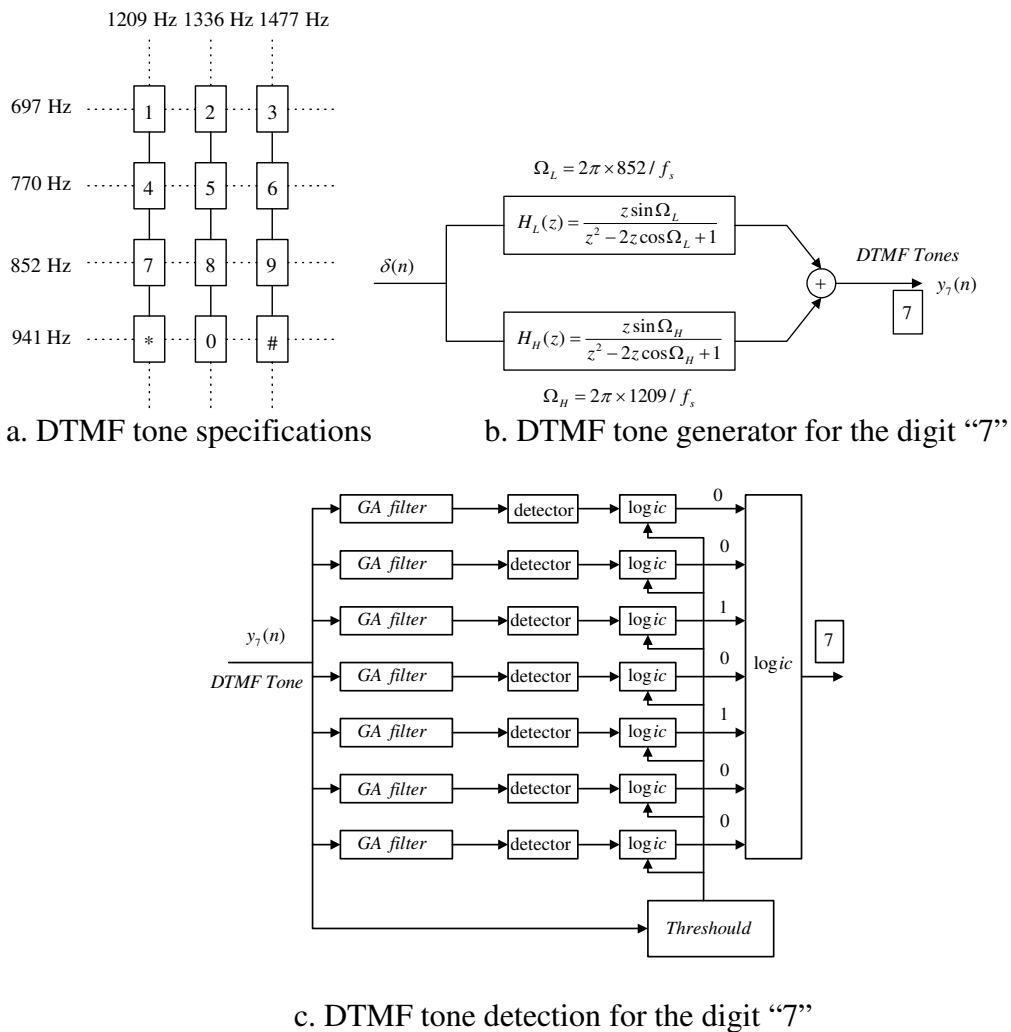 1209 Hz 1336 Hz 1477 Hz
697 Hz 1 2 3
770 Hz 4 5 6
852 Hz 7 8 9
941 Hz * 0 #
a. DTMF tone specifications
Ω_L = 2π × 852 / f_s
H_L(z) = z sin Ω_L / z² − 2z cos Ω_L + 1
δ(n)
DTMF Tones
+
y₇(n)
7
H_H(z) = z sin Ω_H / z² − 2z cos Ω_H + 1
Ω_H = 2π × 1209 / f_s
b. DTMF tone generator for the digit “7”
GA filter detector logic 0
GA filter detector logic 0
GA filter detector logic 1
y₇(n)
DTMF Tone
GA filter detector logic 0
logic
7
GA filter detector logic 1
GA filter detector logic 0
GA filter detector logic 0
Threshould
c. DTMF tone detection for the digit “7”